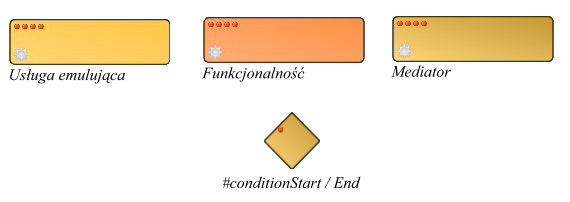 Usługa emulująca
Funkcjonalność
Mediator
#conditionStart / End